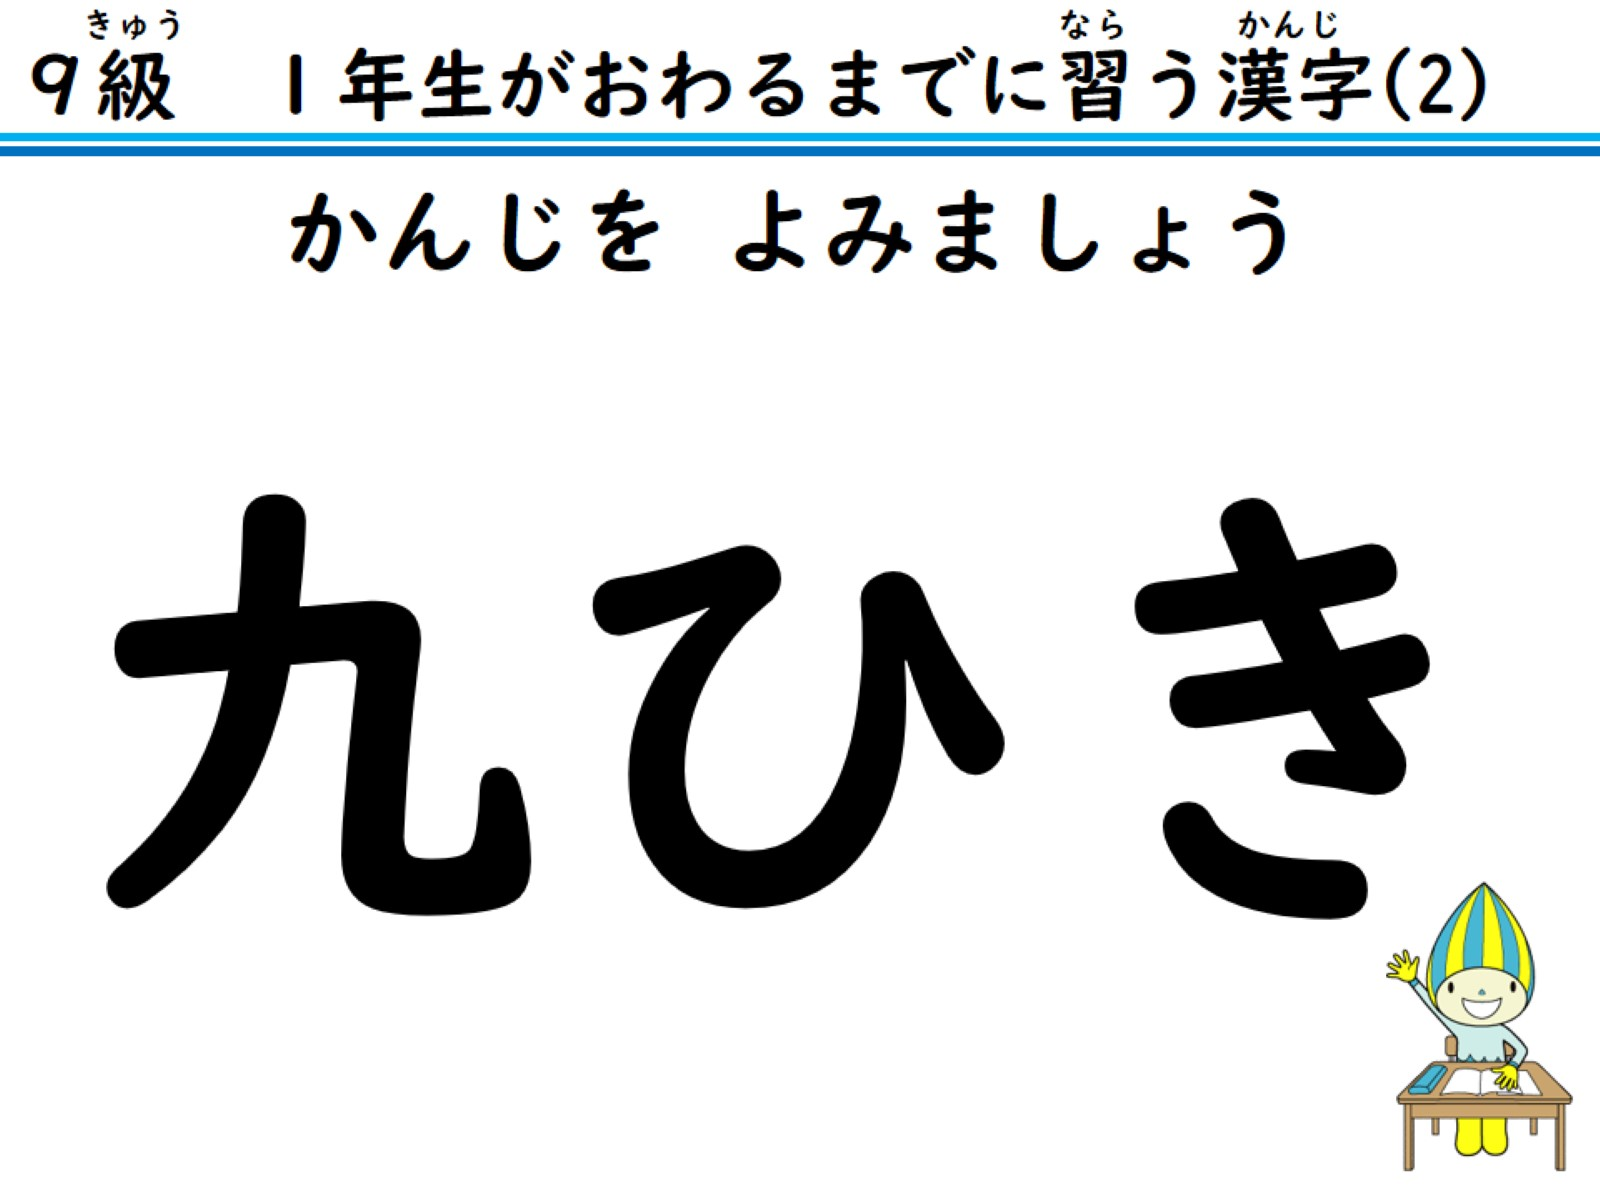 きゅう なら かんじ
9級 1年生がおわるまでに習う漢字(2)
かんじを よみましょう
九ひき